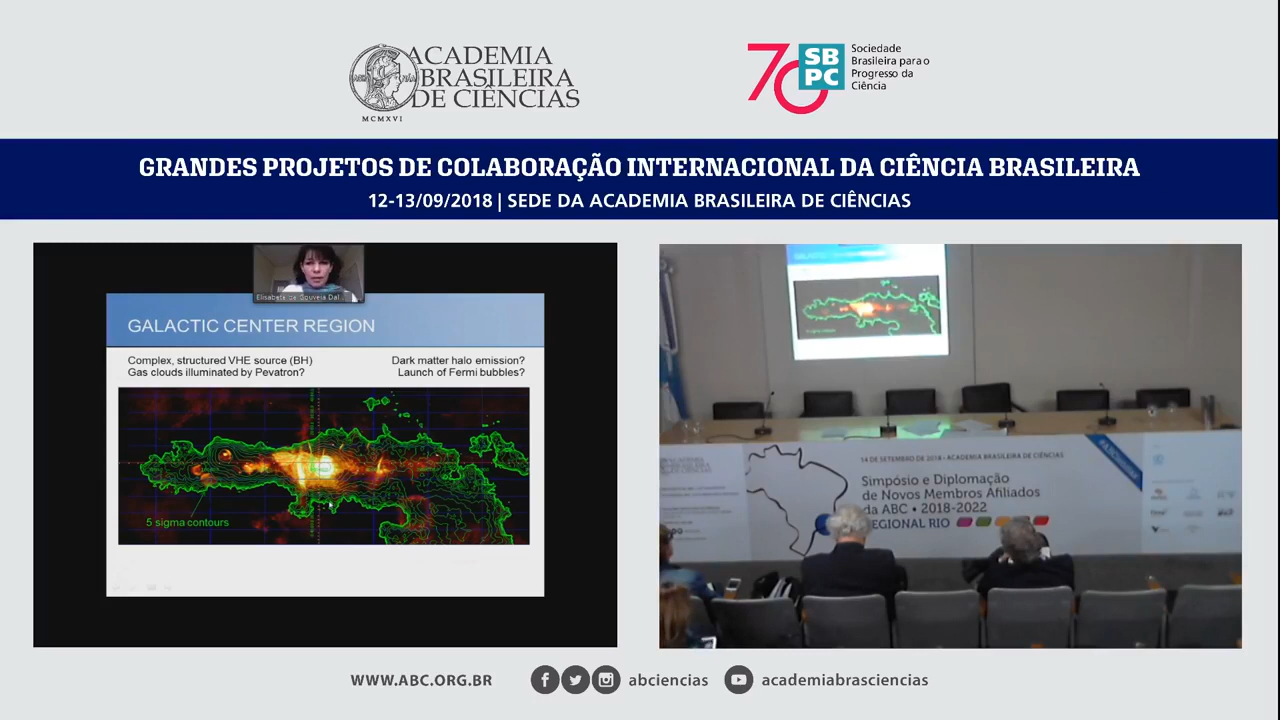 ACADEMIA
BRASILEIRA
DE CIÊNCIAS
MCMXVI
70
SB
PC
Sociedade
Brasileira para o
Progresso da
Ciência
GRANDES PROJETOS DE COLABORAÇÃO INTERNACIONAL DA CIÊNCIA BRASILEIRA
12-13/09/2018 | SEDE DA ACADEMIA BRASILEIRA DE CIÊNCIAS
Elisabete de Gouveia Dal...
GALACTIC CENTER REGION
Complex, structured VHE source (BH)
Gas clouds illuminated by Pevatron?
Dark matter halo emission?
Launch of Fermi bubbles?
5 sigma contours
14 DE SETEMBRO DE 2018 • ACADEMIA BRASILEIRA DE CIÊNCIAS
Simpósio e Diplomação
de Novos Membros Afiliados
da ABC • 2018-2022
REGIONAL RIO
WWW.ABC.ORG.BR
abciencias
academiabrasciencias